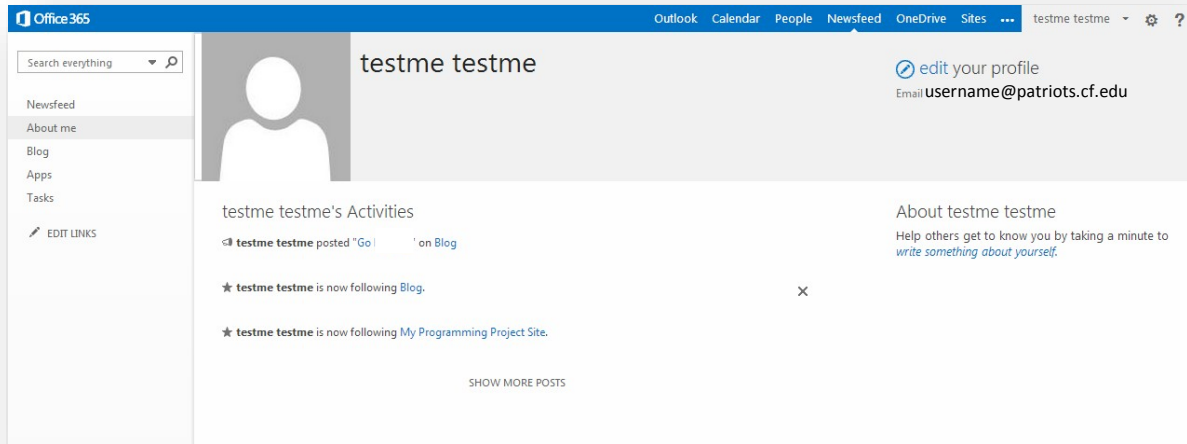 Office 365
Outlook Calendar People Newsfeed OneDrive Sites ... testme testme
?
Search everything
Newsfeed
About me
Blog
Apps
Tasks
EDIT LINKS
testme testme
edit your profile
Email username@patriots.cf.edu
testme testme's Activities
testme testme posted "Go ' on Blog
testme testme is now following Blog.
testme testme is now following My Programming Project Site.
SHOW MORE POSTS
About testme testme
Help others get to know you by taking a minute to
write something about yourself.